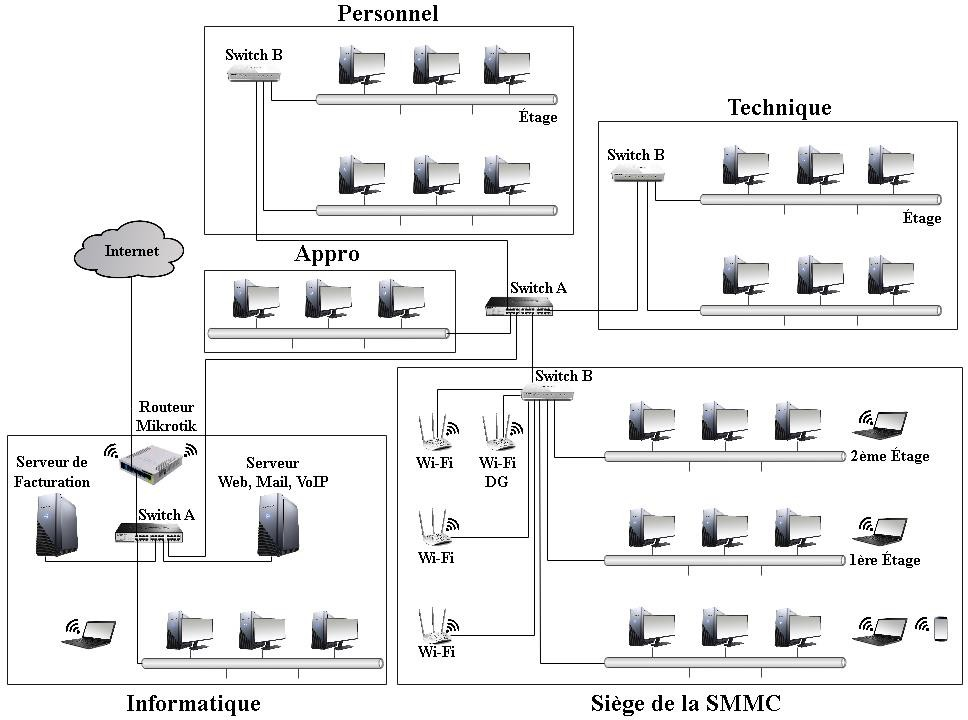 Personnel
Switch B
Étage
Technique
Switch B
Étage
Internet
Appro
Switch A
Switch B
Routeur
Mikrotik
Serveur de
Facturation
Serveur
Web, Mail, VoIP
Switch A
Wi-Fi
Wi-Fi
DG
2ème Étage
Wi-Fi
1ère Étage
Wi-Fi
Informatique
Siège de la SMMC